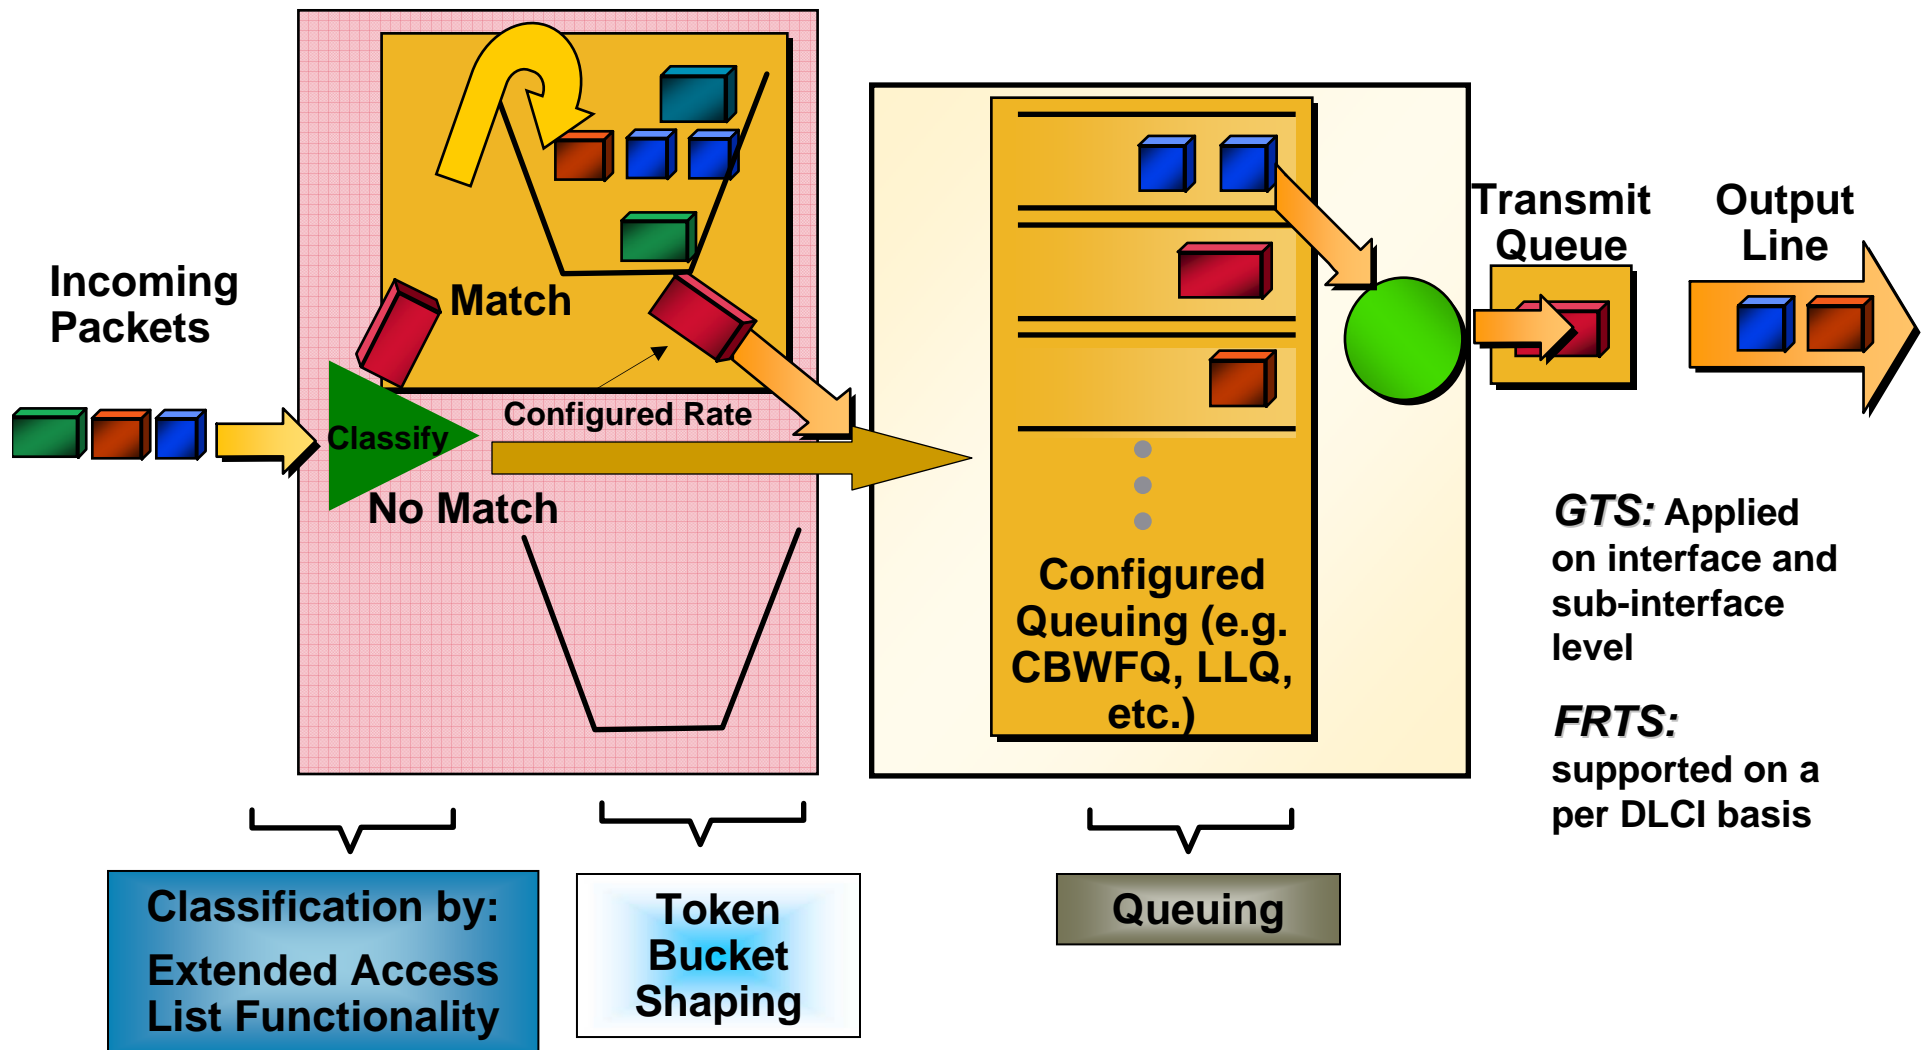 Incoming
Packets
Match
Configured Rate
Classify
No Match
Configured
Queuing (e.g.
CBWFQ, LLQ,
etc.)
Transmit
Queue
Output
Line
GTS: Applied
on interface and
sub-interface
level
FRTS:
supported on a
per DLCI basis
Classification by:
Extended Access
List Functionality
Token
Bucket
Shaping
Queuing